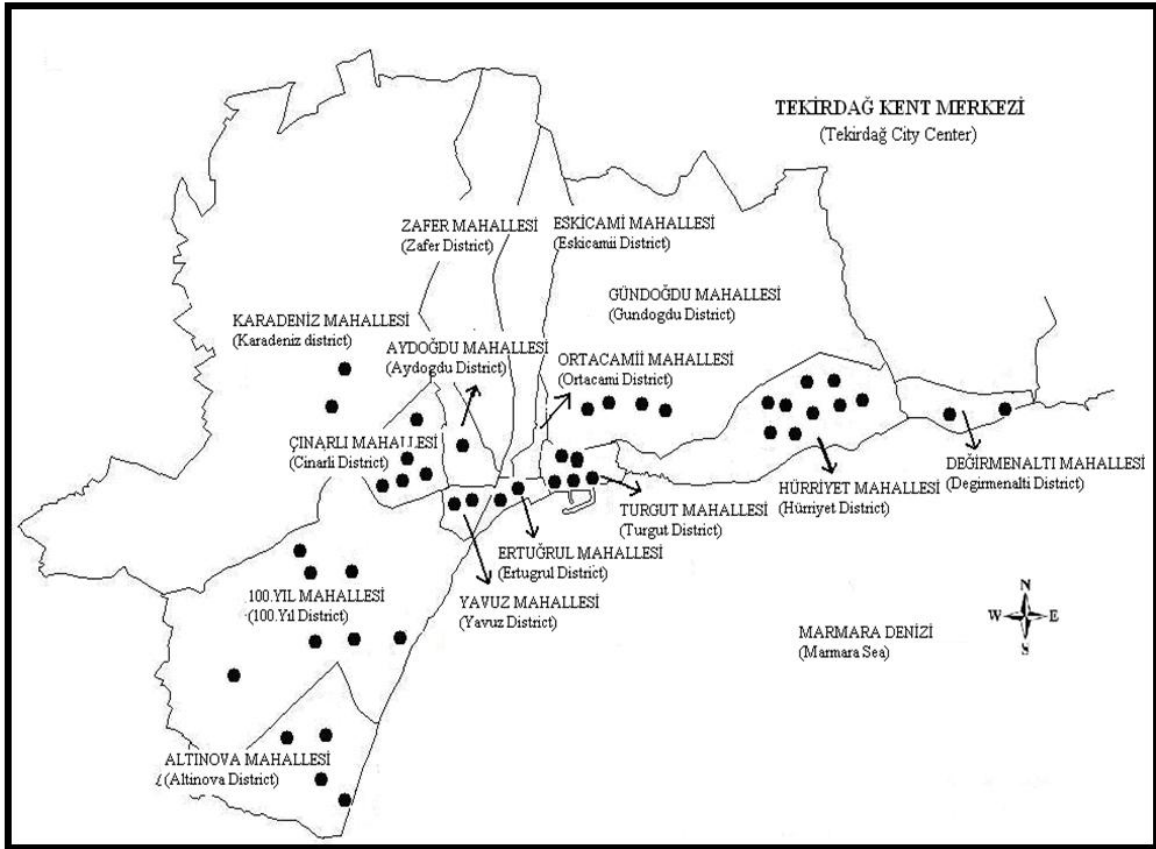 TEKİRDAĞ KENT MERKEZİ
(Tekirdağ City Center)
ZAFER MAHALLESİ
(Zafer District)
ESKİCAMİ MAHALLESİ
(Eskicamii District)
GÜNDOĞDU MAHALLESİ
(Gundogdu District)
KARADENİZ MAHALLESİ
(Karadeniz district)
AYDOĞDU MAHALLESİ
(Aydogdu District)
ORTACAMİİ MAHALLESİ
(Ortacami District)
ÇINARLI MAHALLESİ
(Cinarli District)
DEĞİRMENALTI MAHALLESİ
(Degirmenalti District)
HÜRRİYET MAHALLESİ
(Hürriyet District)
TURGUT MAHALLESİ
(Turgut District)
ERTUĞRUL MAHALLESİ
(Ertugrul District)
100.YIL MAHALLESİ
(100.Yıl District)
YAVUZ MAHALLESİ
(Yavuz District)
MARMARA DENİZİ
(Marmara Sea)
N
W E
S
ALTINOVA MAHALLESİ
(Altinova District)